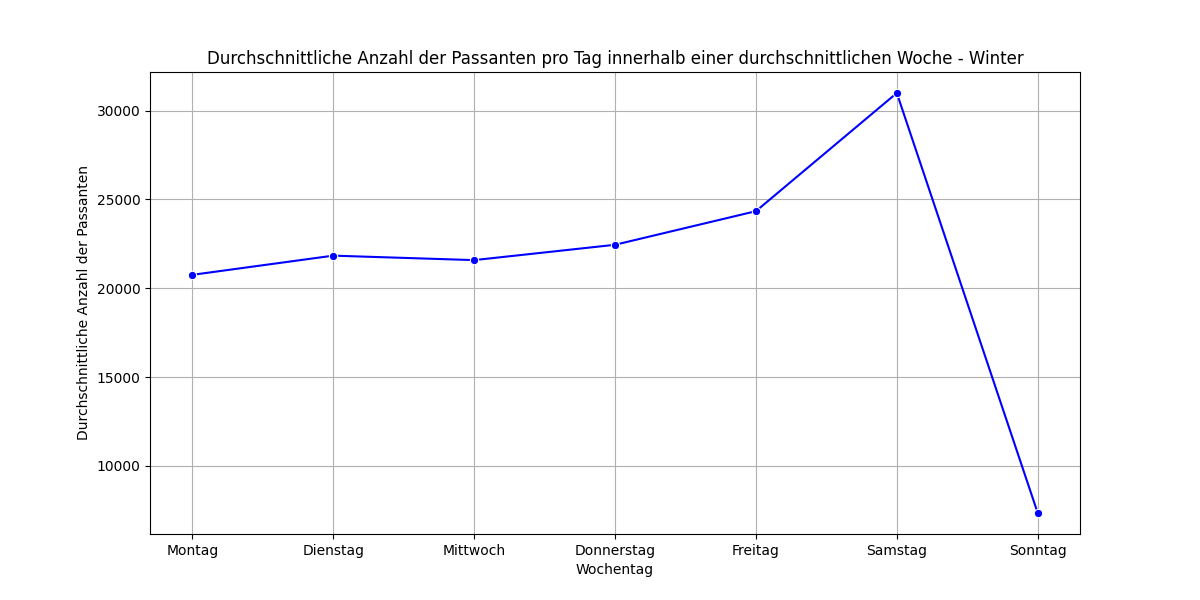 Durchschnittliche Anzahl der Passanten pro Tag innerhalb einer durchschnittlichen Woche - Winter
Durchschnittliche Anzahl der Passanten
30000
25000
20000
15000
10000
Montag Dienstag Mittwoch Donnerstag Freitag Samstag Sonntag
Wochentag